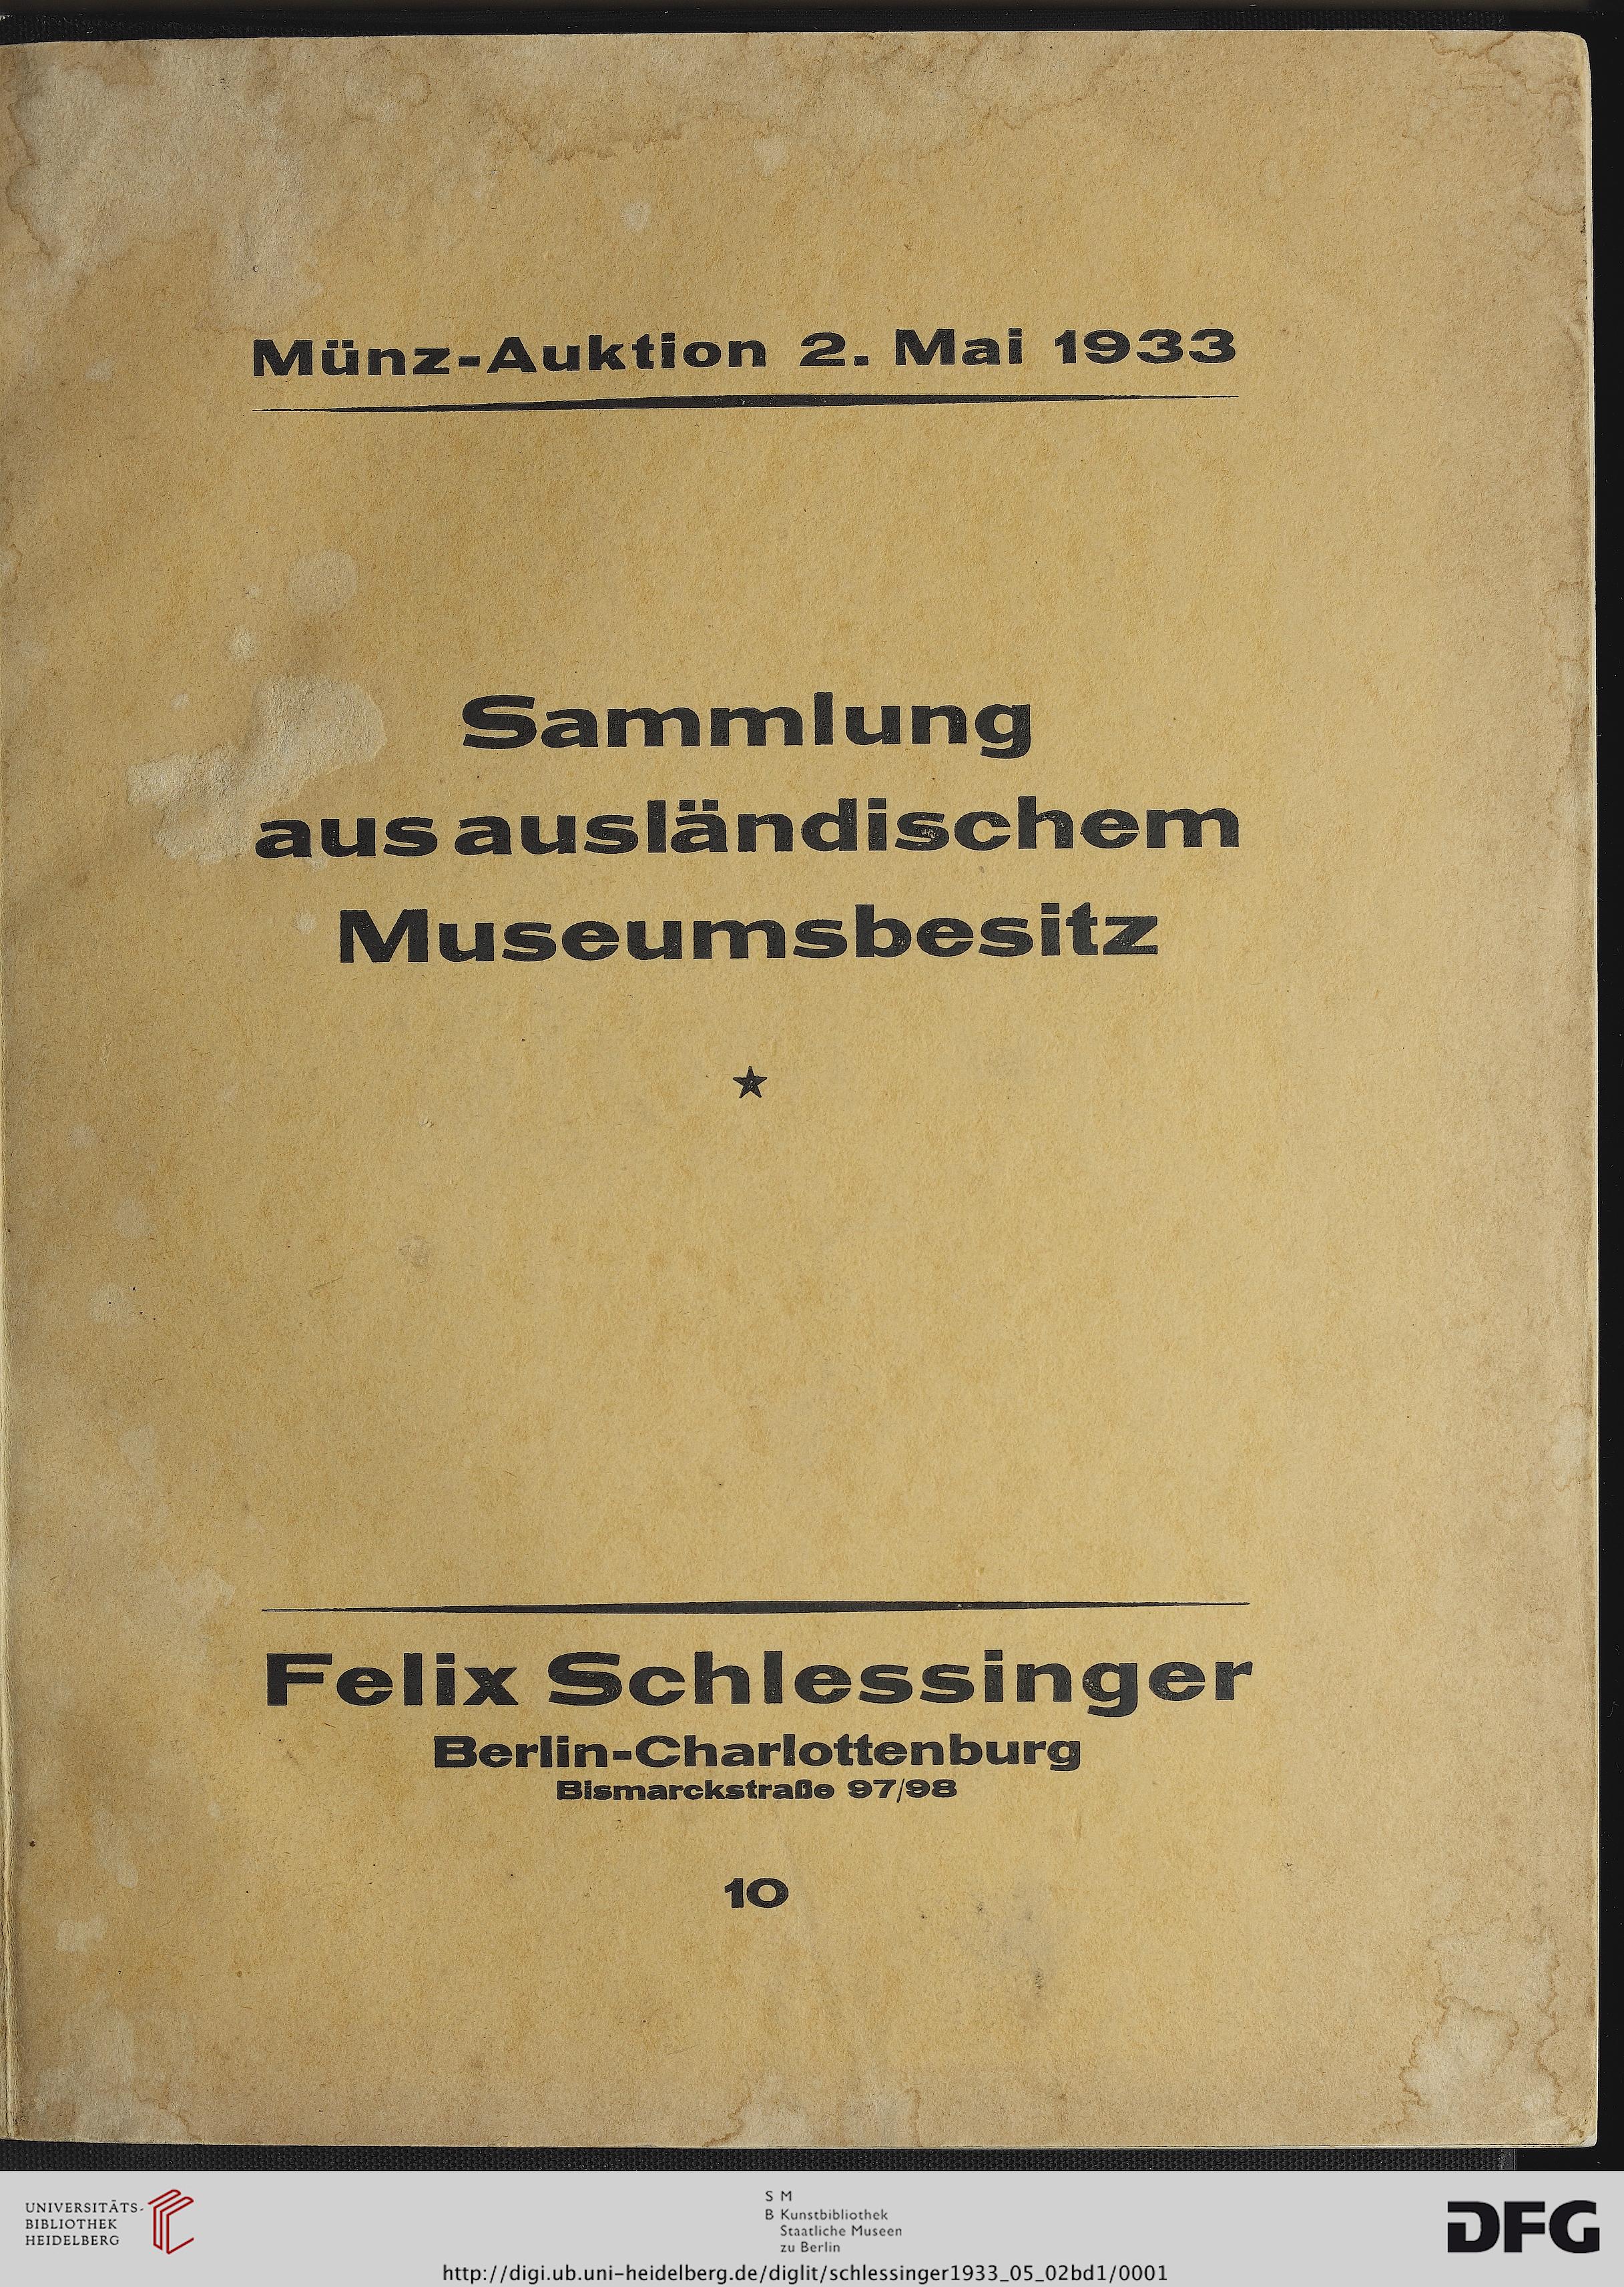 Münz-Auktion 2. Mai 1933
Sammlung
aus ausländischem
Museumsbesitz
Felix Schlessinger
Berlin-Charlottenburg
Bismarckstraße 97/98
10
UNIVERSITÄTS-
BIBLIOTHEK
HEIDELBERG
S M
B Kunstbibliothek
Staatliche Museen
zu Berlin
DFG
http://digi.ub.uni-heidelberg.de/diglit/schlessinger1933_05_02bd1/0001